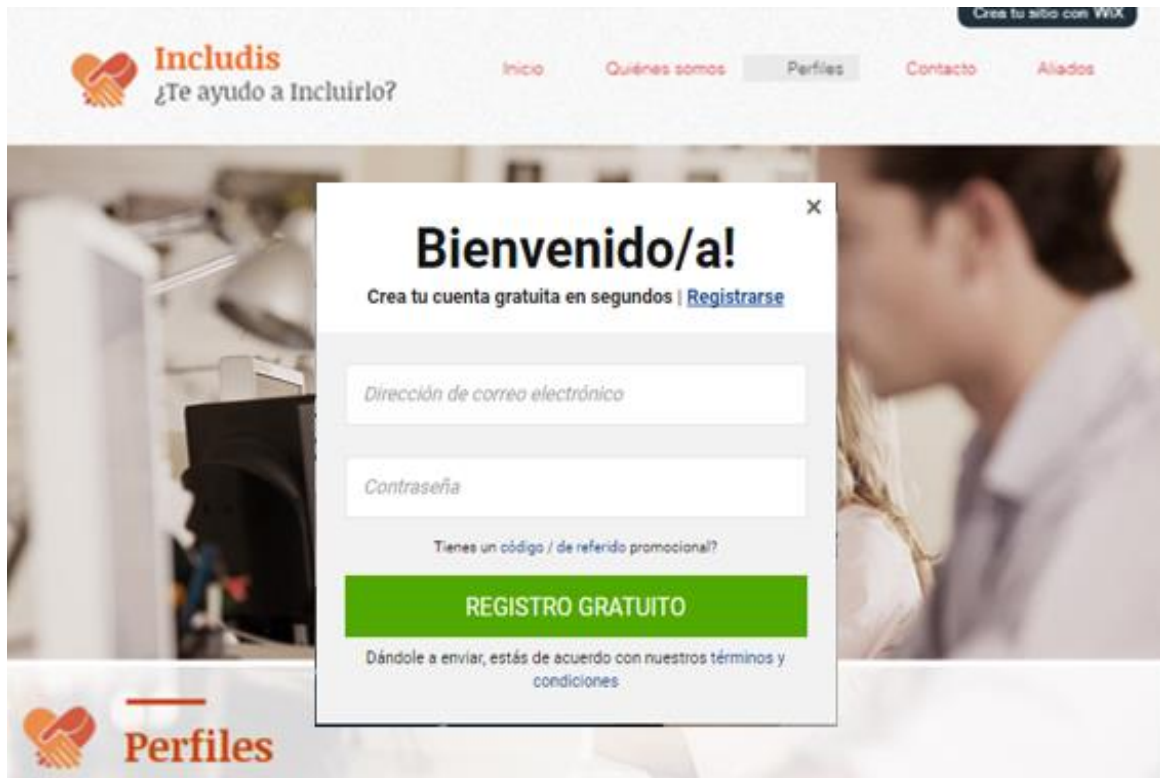 Crea tu sitio con WIX
Includis
¿Te ayudo a Incluirlo?
Inicio Quiénes somos Perfiles Contacto Aliados
×
Bienvenido/a!
Crea tu cuenta gratuita en segundos | Registrarse
Dirección de correo electrónico
Contraseña
Tienes un código / de referido promocional?
REGISTRO GRATUITO
Dándole a enviar, estás de acuerdo con nuestros términos y
condiciones
Perfiles